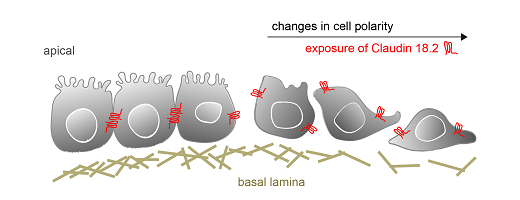 changes in cell polarity
exposure of Claudin 18.2
apical
basal lamina